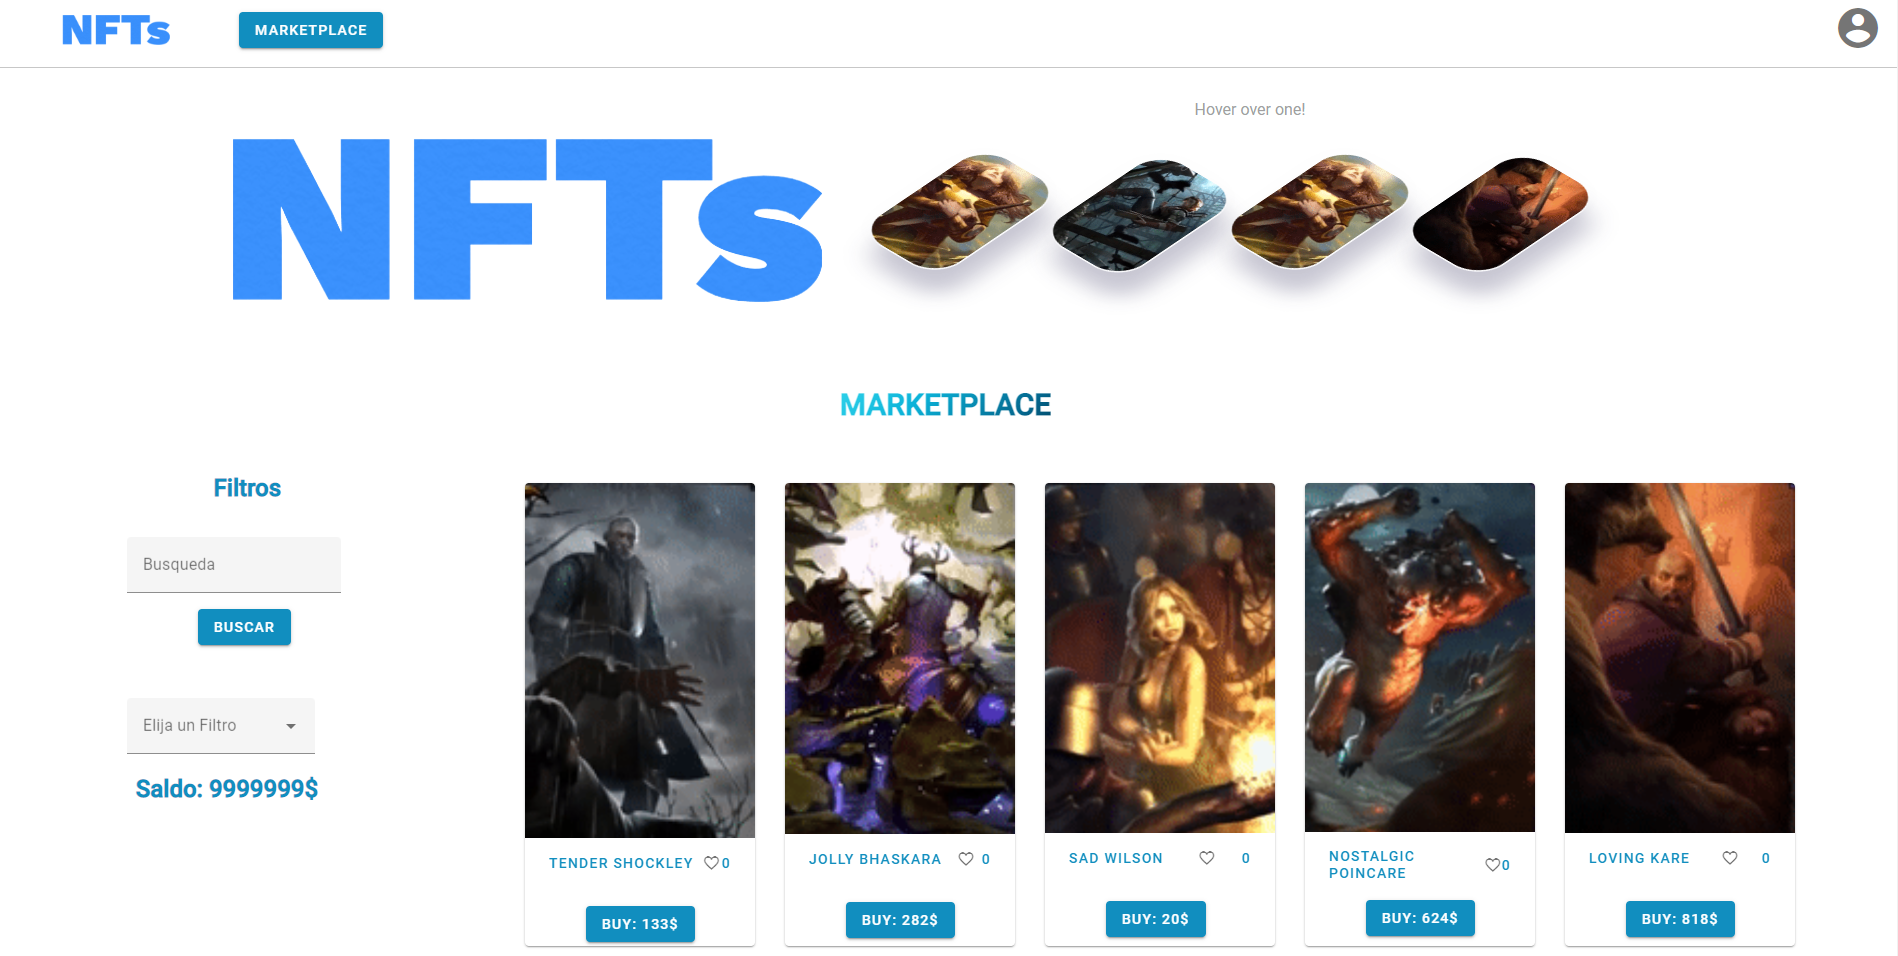 NFTs
MARKETPLACE
Hover over one!
NFTs
MARKETPLACE
Filtros
Busqueda
BUSCAR
Elija un Filtro
Saldo: 9999999$
TENDER SHOCKLEY 0
BUY: 133$
JOLLY BHASKARA 0
BUY: 282$
SAD WILSON 0
BUY: 20$
NOSTALGIC
POINCARE 0
BUY: 624$
LOVING KARE 0
BUY: 818$